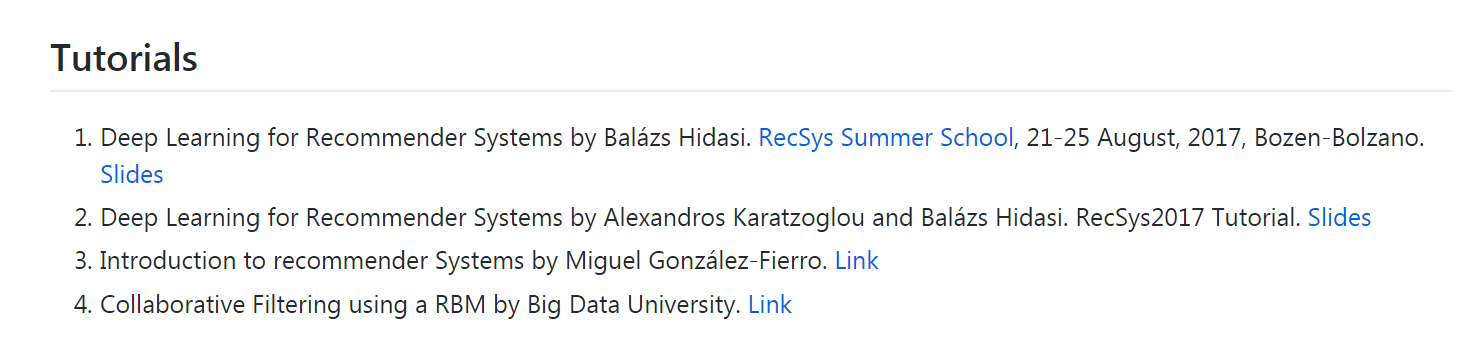 Tutorials
1. Deep Learning for Recommender Systems by Balázs Hidasi. RecSys Summer School, 21-25 August, 2017, Bozen-Bolzano.
Slides
2. Deep Learning for Recommender Systems by Alexandros Karatzoglou and Balázs Hidasi. RecSys2017 Tutorial. Slides
3. Introduction to recommender Systems by Miguel González-Fierro. Link
4. Collaborative Filtering using a RBM by Big Data University. Link